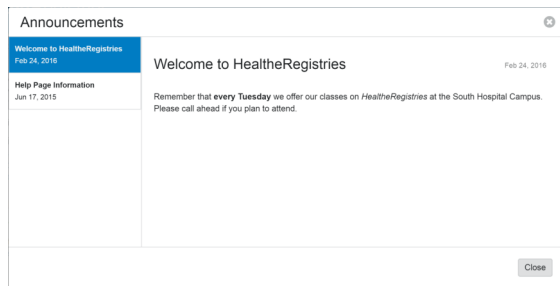 Announcements
Welcome to HealtheRegistries
Feb 24, 2016
Help Page Information
Jun 17, 2015
Welcome to HealtheRegistries
Feb 24, 2016
Remember that every Tuesday we offer our classes on HealtheRegistries at the South Hospital Campus.
Please call ahead if you plan to attend.
Close